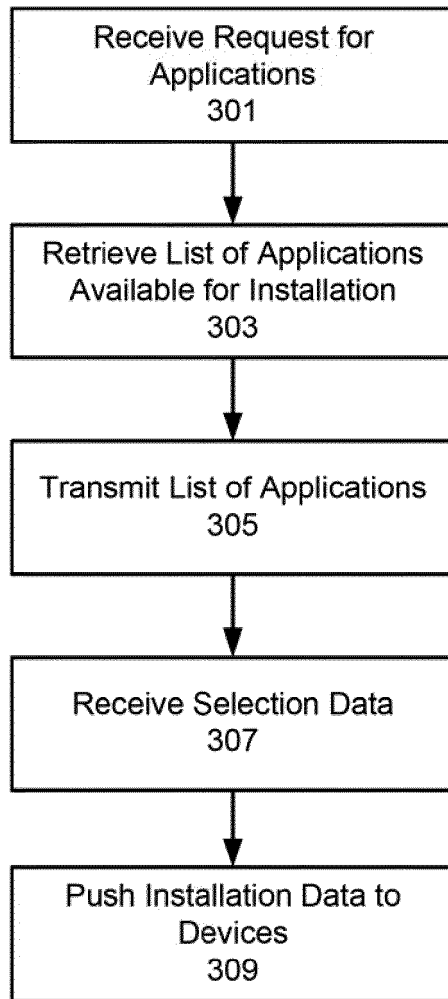 Receive Request for
Applications
301
Retrieve List of Applications
Available for Installation
303
Transmit List of Applications
305
Receive Selection Data
307
Push Installation Data to
Devices
309